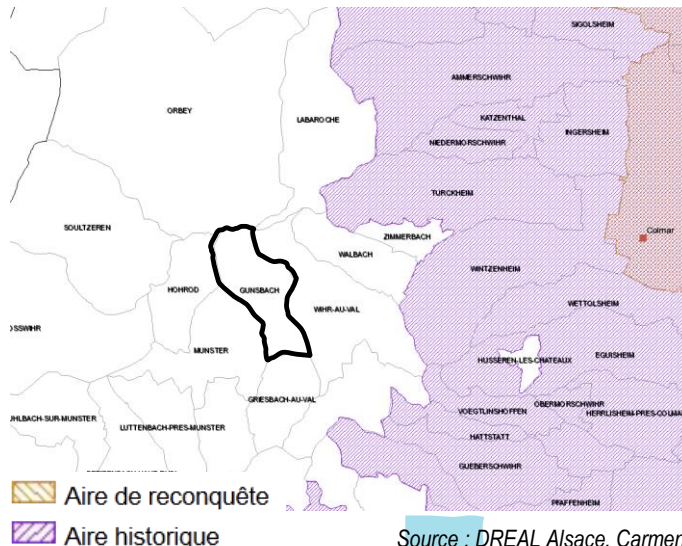 SIGOLSHEIM
AMMERSCHWIHR
ORBEY
LABAROCHE
KATZENTHAL
INGERSHEIM
NIEDERMORSCHWIHR
TURCKHEIM
SOULTZEREN
Colmar
ZIMMERBACH
WALBACH
WINTZENHEIM
HOHROD
GUNSBACH
WIHR-AU-VAL
WETTOLSHEIM
OSSWIHR
MUNSTER
HUSSEREN-LES-CHATEAUX
EGUISHEIM
GRIESBACH-AU-VAL
OBERMORSCHWIHR
VOEGTLINSHOFFEN
HERRLISHEIM-PRES-COLMA
UHLBACH-SUR-MUNSTER
LUTTENBACH-PRES-MUNSTER
HATTSTATT
GUEBERSCHWIHR
PFAFFENHEIM
Aire de reconquête
Aire historique
Source : DREAL Alsace, Carmen